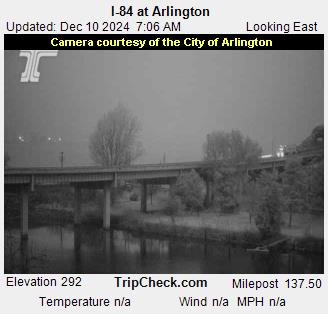 I-84 at Arlington
Updated: Dec 10 2024 7:06 AM Looking East
Camera courtesy of the City of Arlington
Elevation 292 TripCheck.com Milepost 137.50
Temperature n/a Wind n/a MPH n/a